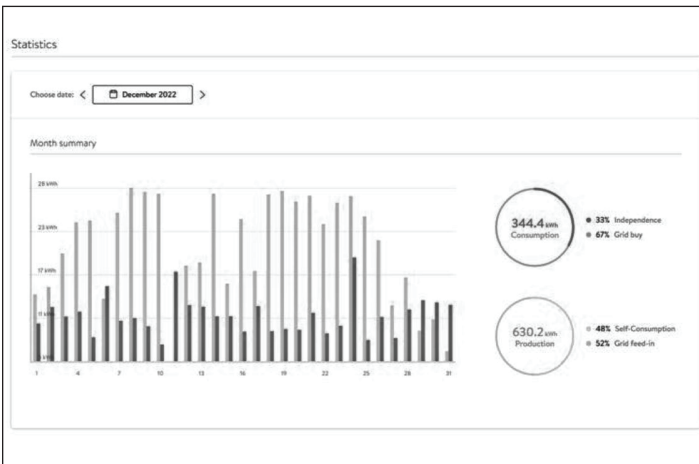 Statistics
Choose date: < December 2022 >
Month summary
28 kWh
23 kWh
17 kWh
1 4 7 10 13 16 19 22 25 28 31
344.4 kWh
Consumption
33% Independence
67% Grid buy
630.2 kWh
Production
48% Self-Consumption
52% Grid feed-in